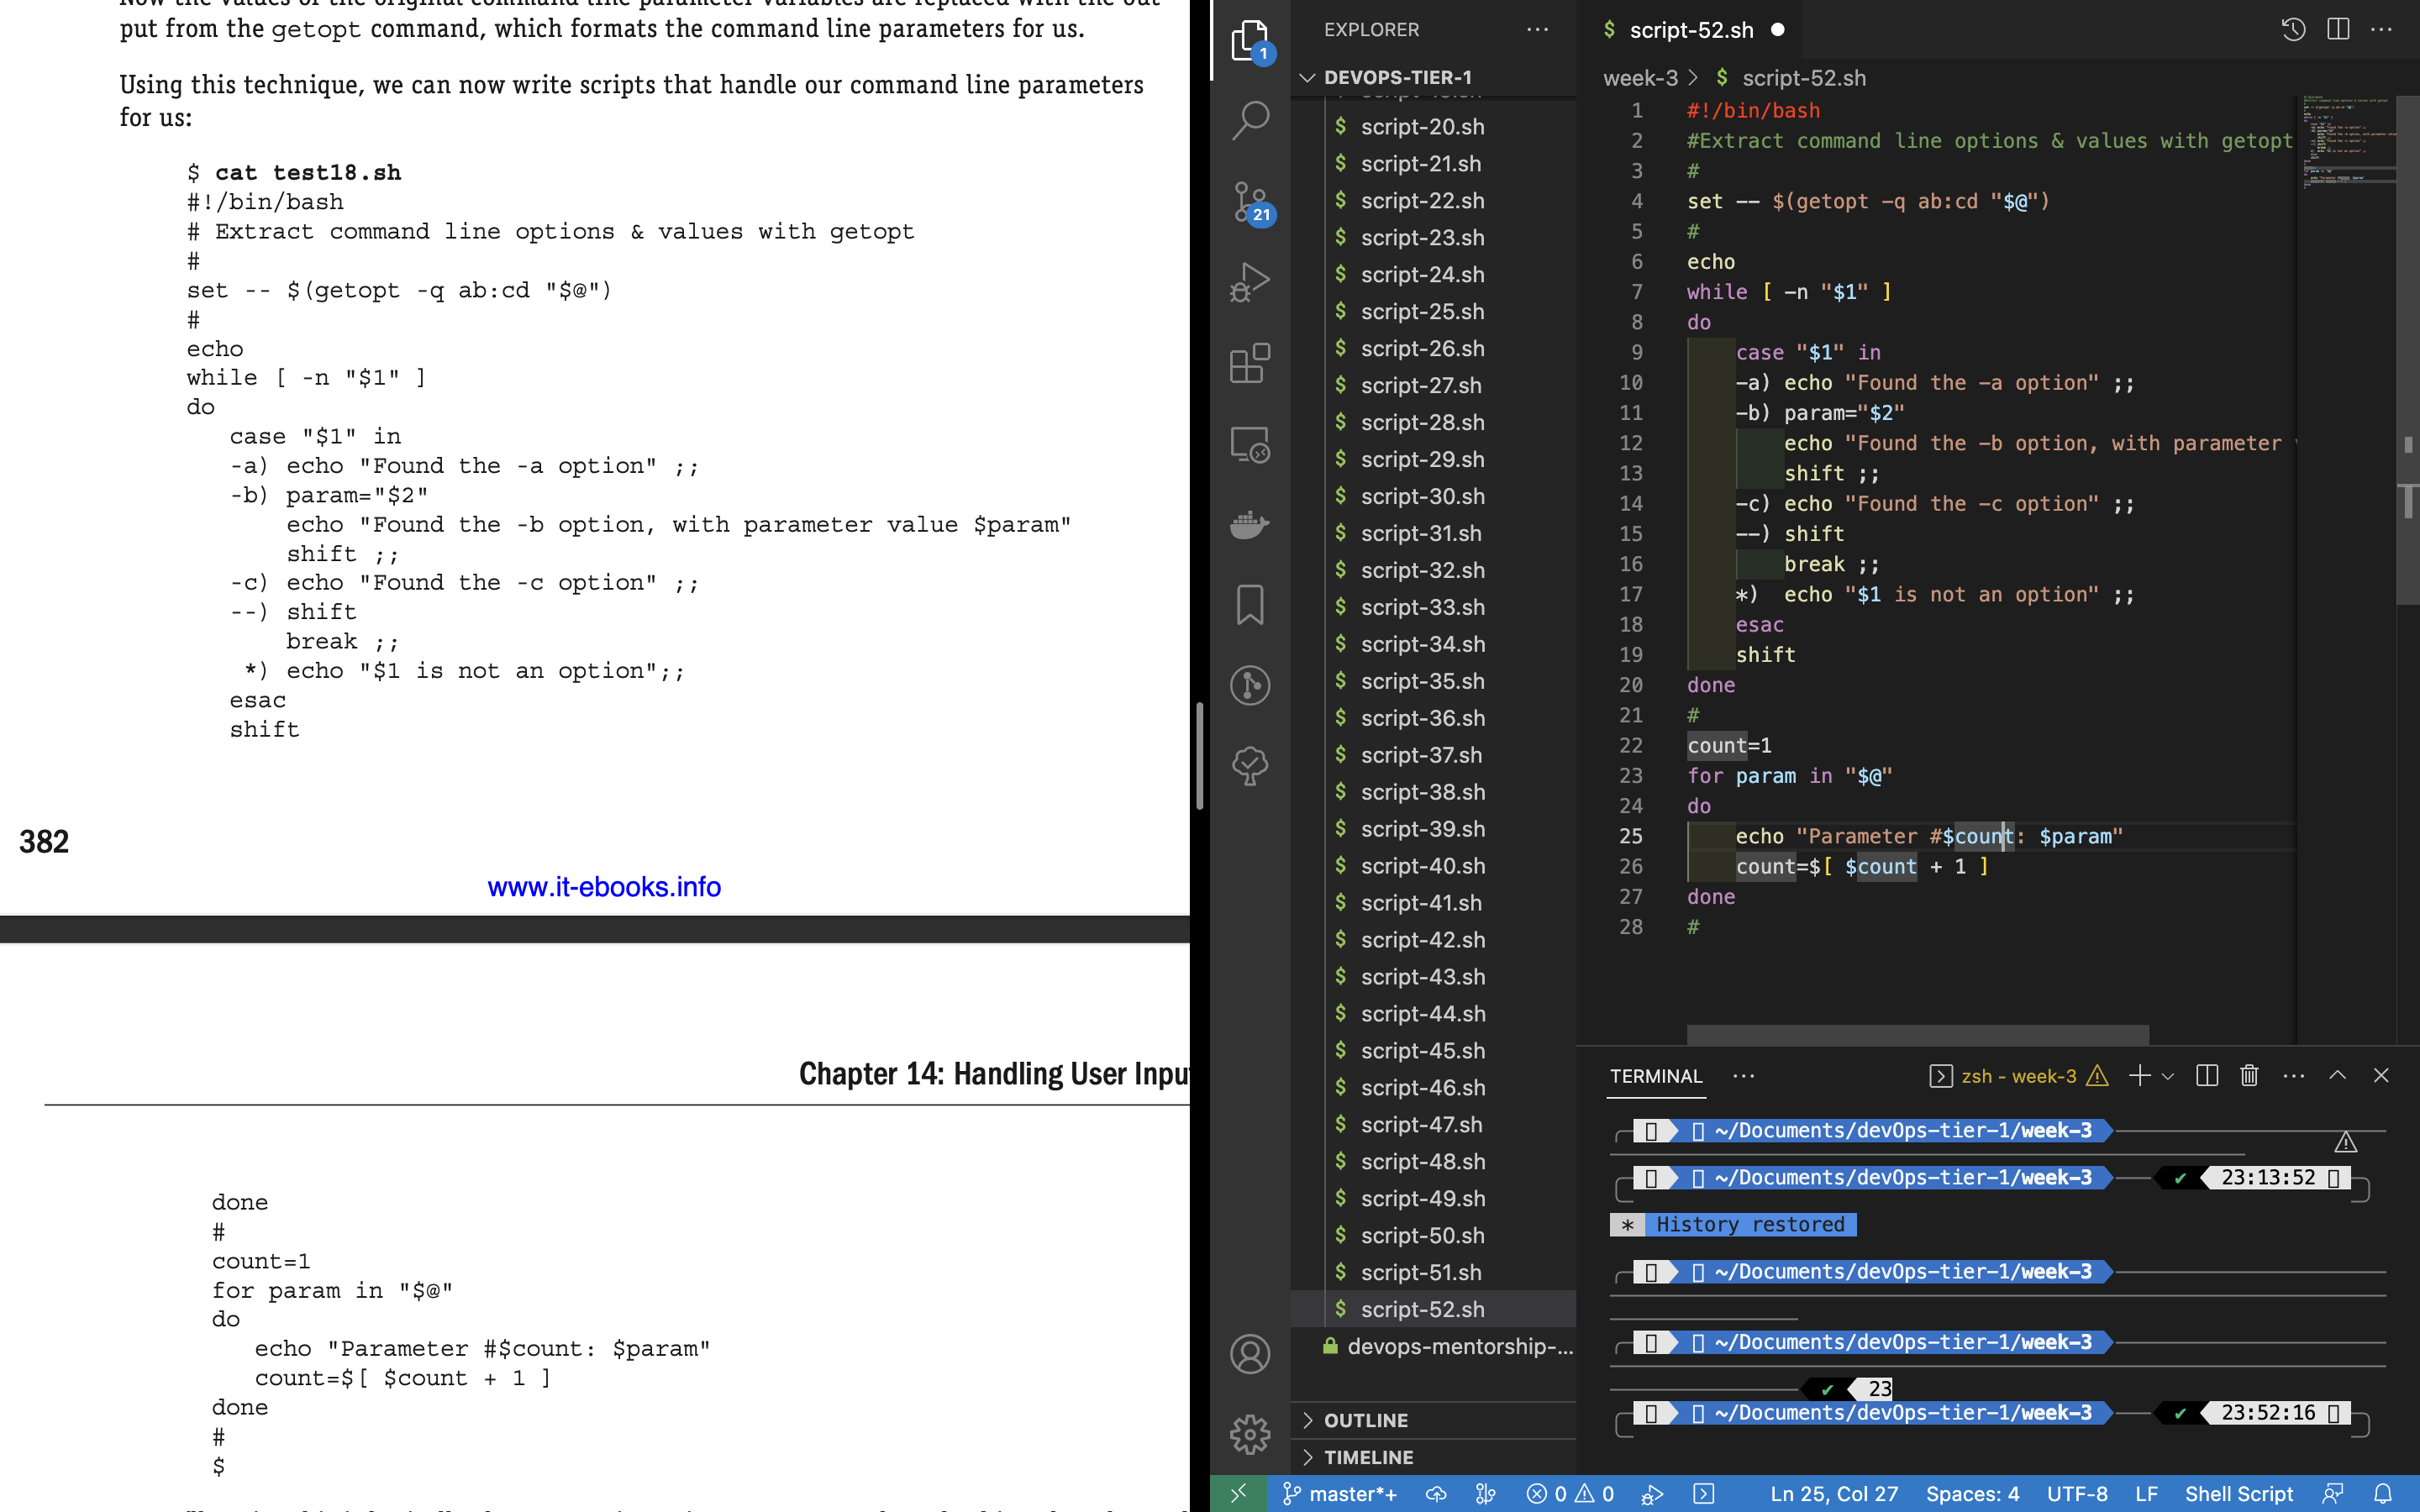 Now the values of the original command line parameter variables are replaced with the out
put from the getopt command, which formats the command line parameters for us.
Using this technique, we can now write scripts that handle our command line parameters
for us:
$ cat test18.sh
#!/bin/bash
# Extract command line options & values with getopt
#
set -- $(getopt -q ab:cd "$@")
#
echo
while [ -n "$1" ]
do
case "$1" in
-a) echo "Found the -a option" ;;
-b) param="$2"
echo "Found the -b option, with parameter value $param"
shift ;;
-c) echo "Found the -c option" ;;
--) shift
break ;;
*) echo "$1 is not an option";;
esac
shift
382
www.it-ebooks.info
Chapter 14: Handling User Inpu
done
#
count=1
for param in "$@"
do
echo "Parameter #$count: $param"
count=$[ $count + 1 ]
done
#
$
1
21
EXPLORER
DEVOPS-TIER-1
$ script-20.sh
$ script-21.sh
$ script-22.sh
$ script-23.sh
$ script-24.sh
$ script-25.sh
$ script-26.sh
$ script-27.sh
$ script-28.sh
$ script-29.sh
$ script-30.sh
$ script-31.sh
$ script-32.sh
$ script-33.sh
$ script-34.sh
$ script-35.sh
$ script-36.sh
$ script-37.sh
$ script-38.sh
$ script-39.sh
$ script-40.sh
$ script-41.sh
$ script-42.sh
$ script-43.sh
$ script-44.sh
$ script-45.sh
$ script-46.sh
$ script-47.sh
$ script-48.sh
$ script-49.sh
$ script-50.sh
$ script-51.sh
$ script-52.sh
devops-mentorship-...
OUTLINE
TIMELINE
$ script-52.sh
week-3 > $ script-52.sh
1 #!/bin/bash
2 #Extract command line options & values with getopt
3 #
4 set -- $(getopt -q ab:cd "$@")
5 #
6 echo
7 while [ -n "$1" ]
8 do
9 case "$1" in
10 -a) echo "Found the -a option" ;;
11 -b) param="$2"
12 echo "Found the -b option, with parameter
13 shift ;;
14 -c) echo "Found the -c option" ;;
15 --) shift
16 break ;;
17 *) echo "$1 is not an option" ;;
18 esac
19 shift
20 done
21 #
22 count=1
23 for param in "$@"
24 do
25 echo "Parameter #$count: $param"
26 count=$[ $count + 1 ]
27 done
28 #
TERMINAL
zsh - week-3
~/Documents/devOps-tier-1/week-3
~/Documents/devOps-tier-1/week-3 ✔ 23:13:52
* History restored
~/Documents/devOps-tier-1/week-3
~/Documents/devOps-tier-1/week-3
✔ 23
~/Documents/devOps-tier-1/week-3 ✔ 23:52:16
master*+ 0 0 Ln 25, Col 27 Spaces: 4 UTF-8 LF Shell Script